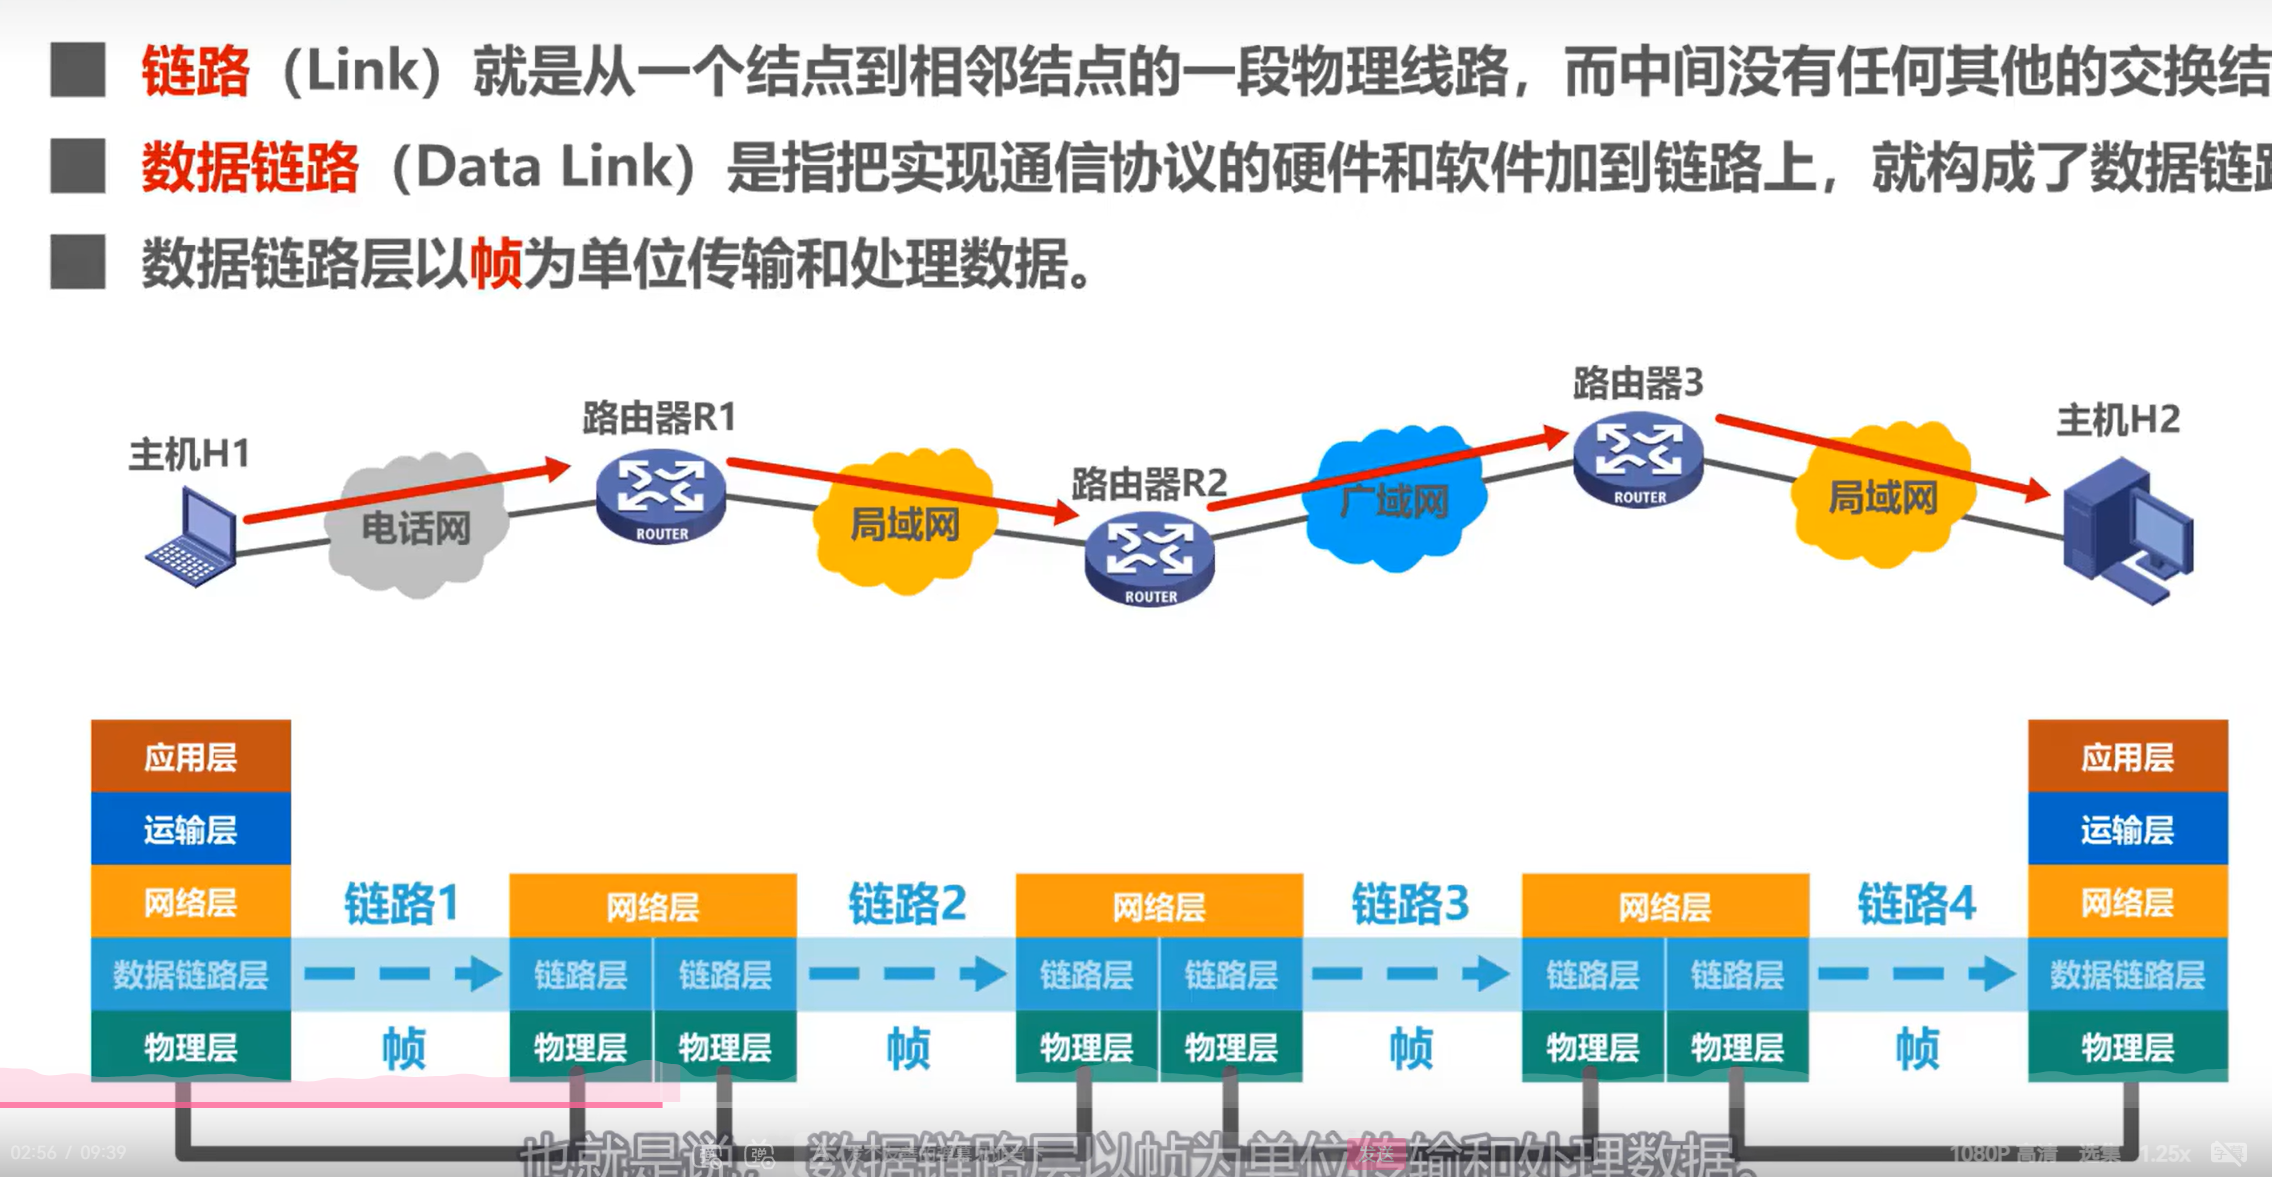 链路（Link）就是从一个结点到相邻结点的一段物理线路，而中间没有任何其他的交换结
数据链路（Data Link）是指把实现通信协议的硬件和软件加到链路上，就构成了数据链路
数据链路层以帧为单位传输和处理数据。
主机H1
路由器R1
路由器R2
路由器3
主机H2
电话网
局域网
广域网
局域网
ROUTER
ROUTER
ROUTER
应用层
运输层
网络层
数据链路层
物理层
链路1
帧
网络层
链路层 链路层
物理层 物理层
链路2
帧
网络层
链路层 链路层
物理层 物理层
链路3
帧
网络层
链路层 链路层
物理层 物理层
链路4
帧
应用层
运输层
网络层
数据链路层
物理层
也就是说 数据链路层以帧为单位传输和处理数据。
02:56 / 09:39
弹 弹
发送
1080P 高清 选集 1.25x